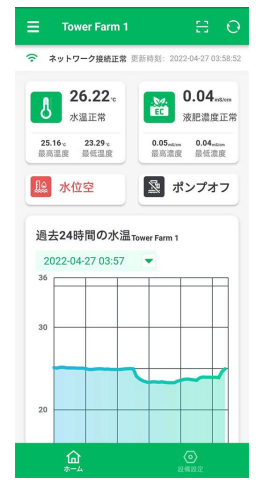 Tower Farm 1
ネットワーク接続正常 更新時刻: 2022-04-27 03:58:52
26.22℃
水温正常
25.16℃ 23.29℃
最高温度 最低温度
EC
0.04mS/cm
液肥濃度正常
0.05mS/cm 0.04mS/cm
最高濃度 最低濃度
水位空
ポンプオフ
過去24時間の水温 Tower Farm 1
2022-04-27 03:57
36
30
20
ホーム
設備設定